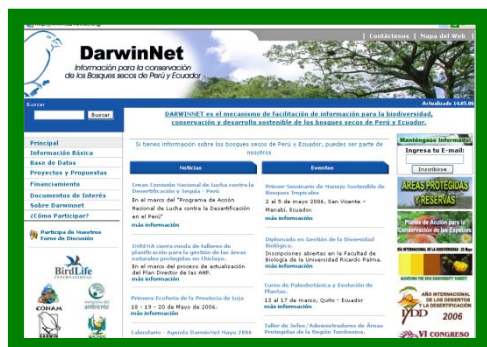 Contáctenos | Mapa del Web |
DarwinNet
Información para la conservación
de los Bosques secos de Perú y Ecuador
Buscar
Actualizado 14.05.06
Buscar
DARWINNET es el mecanismo de facilitación de información para la biodiversidad,
conservación y desarrollo sostenible de los bosques secos de Perú y Ecuador.
Principal
Información Básica
Base de Datos
Proyectos y Propuestas
Financiamiento
Documentos de Interés
Sobre Darwinnet
¿Cómo Participar?
Participa de Nuestros
Foros de Discusión
BirdLife
INTERNATIONAL
CONAM
ambiente
Si tienes información sobre los bosques secos de Perú y Ecuador, puedes ser parte de
nosotros
Noticias
Crean Comisión Nacional de Lucha contra la
Desertificación y Sequía - Perú
En el marco del "Programa de Acción
Nacional de Lucha contra la Desertificación
en el Perú"
más información
INRENA cierra ronda de talleres de
planificación para la gestión de las áreas
naturales protegidas en Chiclayo.
En el marco del proceso de actualización
del Plan Director de las ANP.
más información
Primera Ecoferia de la Provincia de Loja
18 - 19 - 20 de Mayo de 2006.
más información
Calendario - Agenda DarwinNet Mayo 2006
Eventos
Primer Seminario de Manejo Sostenible de
Bosques Tropicales
2 al 5 de mayo 2006, San Vicente -
Manabí, Ecuador.
más información
Diplomado en Gestión de la Diversidad
Biológica.
Inscripciones abiertas en la Facultad de
Biología de la Universidad Ricardo Palma.
más información
Curso de Paleobotánica y Evolución de
Plantas.
13 al 17 de marzo, Quito - Ecuador
más información
Taller de Jefes/Administradores de Áreas
Protegidas de la Región Tumbesina.
Manténgase Informado
Ingresa tu E-mail:
Inscribirse
AREAS PROTEGIDAS
Y RESERVAS
Planes de Acción para la
Conservación de las Especies
AÑO INTERNACIONAL
DE LOS DESIERTOS
Y LA DESERTIFICACIÓN
2006
VI CONGRESO